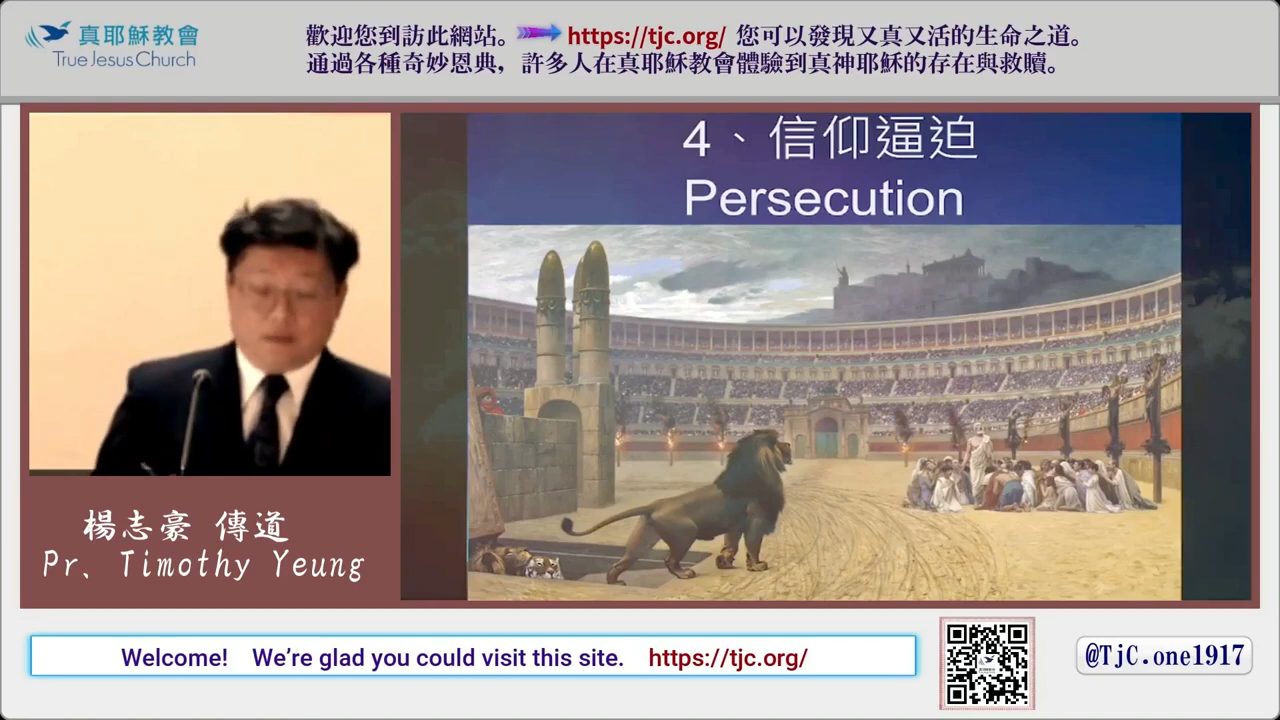 真耶穌教會
True Jesus Church
歡迎您到訪此網站。 https://tjc.org/ 您可以發現又真又活的生命之道。
通過各種奇妙恩典，許多人在真耶穌教會體驗到真神耶穌的存在與救贖。
4、信仰逼迫
Persecution
楊志豪 傳道
Pr、Timothy Yeung
Welcome! We’re glad you could visit this site. https://tjc.org/
@TjC.one1917